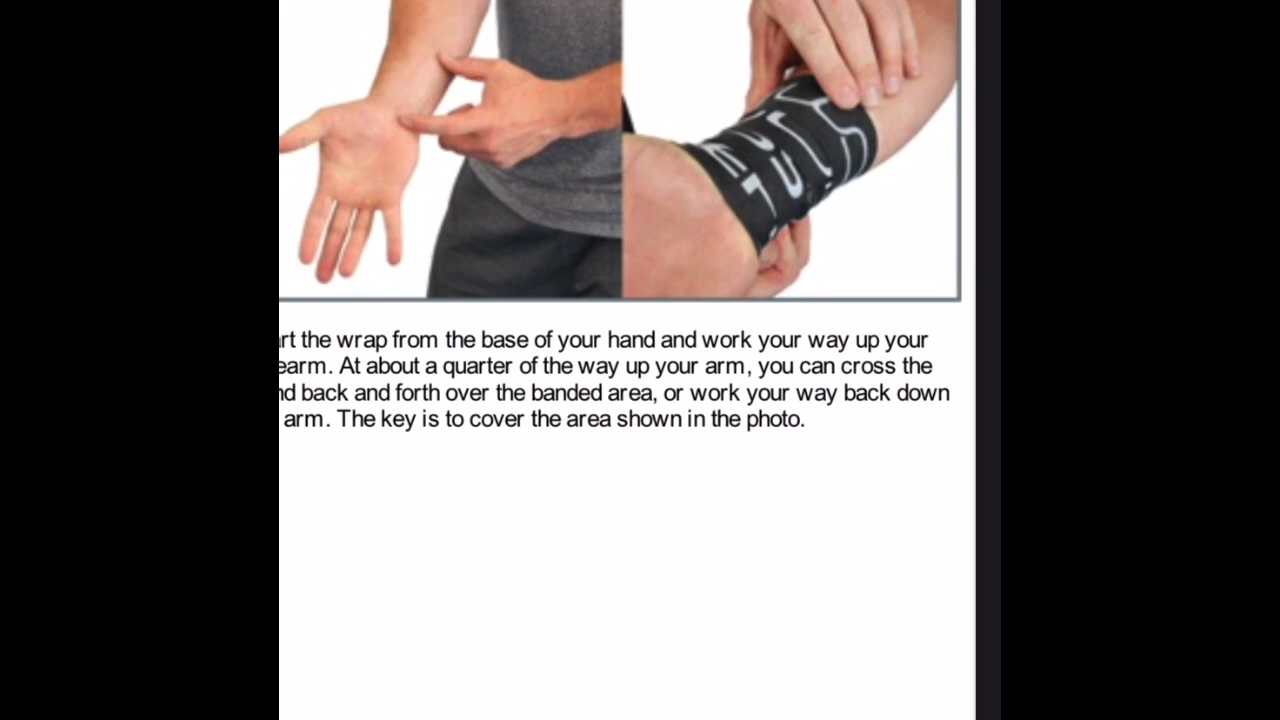 rt the wrap from the base of your hand and work your way up your
earm. At about a quarter of the way up your arm, you can cross the
nd back and forth over the banded area, or work your way back down
arm. The key is to cover the area shown in the photo.